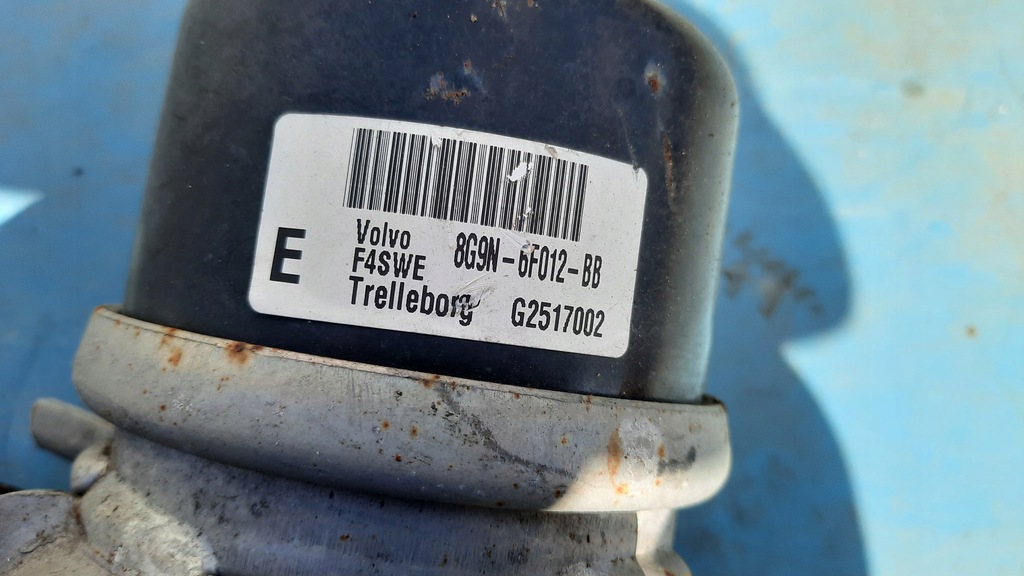 E
Volvo 8G9N-6F012-BB
F4SWE
Trelleborg G2517002